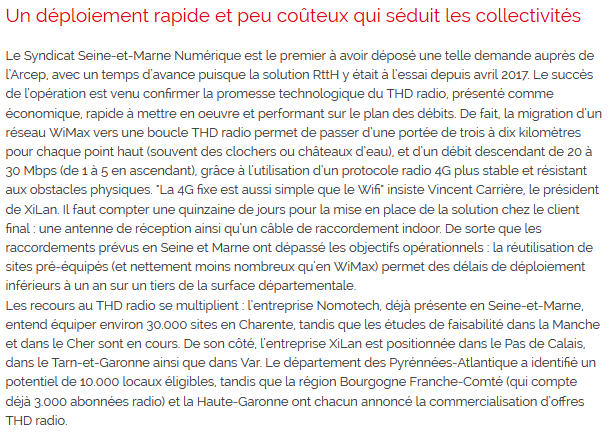 Un déploiement rapide et peu coûteux qui séduit les collectivités
Le Syndicat Seine-et-Marne Numérique est le premier à avoir déposé une telle demande auprès de
l'Arcep, avec un temps d'avance puisque la solution RttH y était à l'essai depuis avril 2017. Le succès
de l'opération est venu confirmer la promesse technologique du THD radio, présenté comme
économique, rapide à mettre en oeuvre et performant sur le plan des débits. De fait, la migration d'un
réseau WiMax vers une boucle THD radio permet de passer d'une portée de trois à dix kilomètres
pour chaque point haut (souvent des clochers ou châteaux d'eau), et d'un débit descendant de 20 à
30 Mbps (de 1 à 5 en ascendant), grâce à l'utilisation d'un protocole radio 4G plus stable et résistant
aux obstacles physiques. "La 4G fixe est aussi simple que le Wifi" insiste Vincent Carrière, le président
de XiLan. Il faut compter une quinzaine de jours pour la mise en place de la solution chez le client
final : une antenne de réception ainsi qu'un câble de raccordement indoor. De sorte que les
raccordements prévus en Seine et Marne ont dépassé les objectifs opérationnels : la réutilisation de
sites pré-équipés (et nettement moins nombreux qu'en WiMax) permet des délais de déploiement
inférieurs à un an sur un tiers de la surface départementale.
Les recours au THD radio se multiplient : l'entreprise Nomotech, déjà présente en Seine-et-Marne,
entend équiper environ 30.000 sites en Charente, tandis que les études de faisabilité dans la Manche
et dans le Cher sont en cours. De son côté, l'entreprise XiLan est positionnée dans le Pas de Calais,
dans le Tarn-et-Garonne ainsi que dans Var. Le département des Pyrénnées-Atlantique a identifié un
potentiel de 10.000 locaux éligibles, tandis que la région Bourgogne Franche-Comté (qui compte
déjà 3.000 abonnées radio) et la Haute-Garonne ont chacun annoncé la commercialisation d'offres
THD radio.